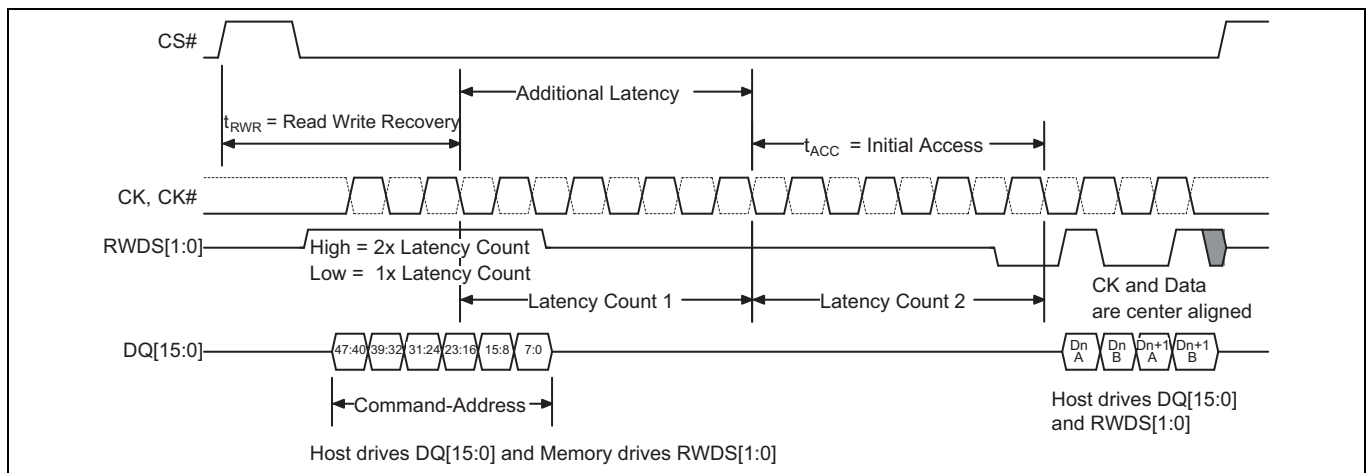 CS#
Additional Latency
tRWR = Read Write Recovery
tACC = Initial Access
CK, CK#
RWDS[1:0]
High = 2x Latency Count
Low = 1x Latency Count
Latency Count 1
Latency Count 2
CK and Data
are center aligned
DQ[15:0]
47:40 39:32 31:24 23:16 15:8 7:0
Dn A Dn B Dn+1 A Dn+1 B
Command-Address
Host drives DQ[15:0]
and RWDS[1:0]
Host drives DQ[15:0] and Memory drives RWDS[1:0]